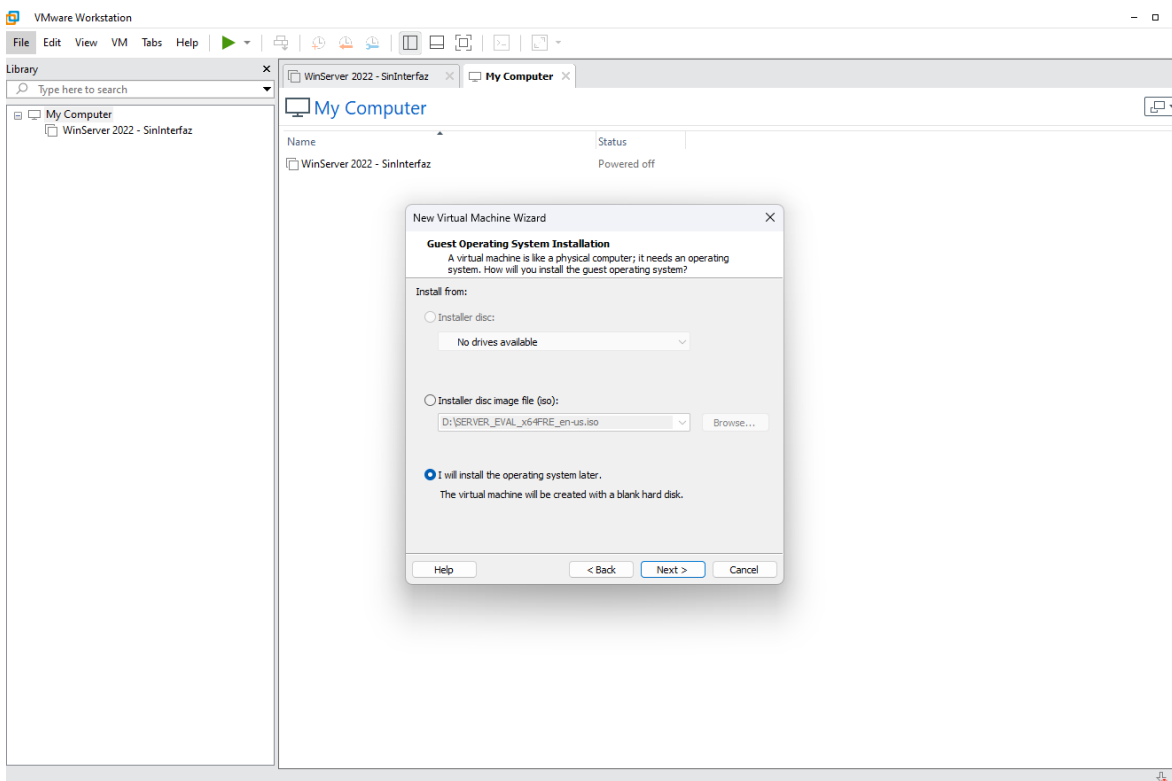 VMware Workstation
File Edit View VM Tabs Help
Library
Type here to search
My Computer
WinServer 2022 - SinInterfaz
WinServer 2022 - SinInterfaz
My Computer
My Computer
Name Status
WinServer 2022 - SinInterfaz Powered off
New Virtual Machine Wizard
Guest Operating System Installation
A virtual machine is like a physical computer; it needs an operating
system. How will you install the guest operating system?
Install from:
Installer disc:
No drives available
Installer disc image file (iso):
D:\SERVER_EVAL_x64FRE_en-us.iso Browse...
I will install the operating system later.
The virtual machine will be created with a blank hard disk.
Help < Back Next > Cancel